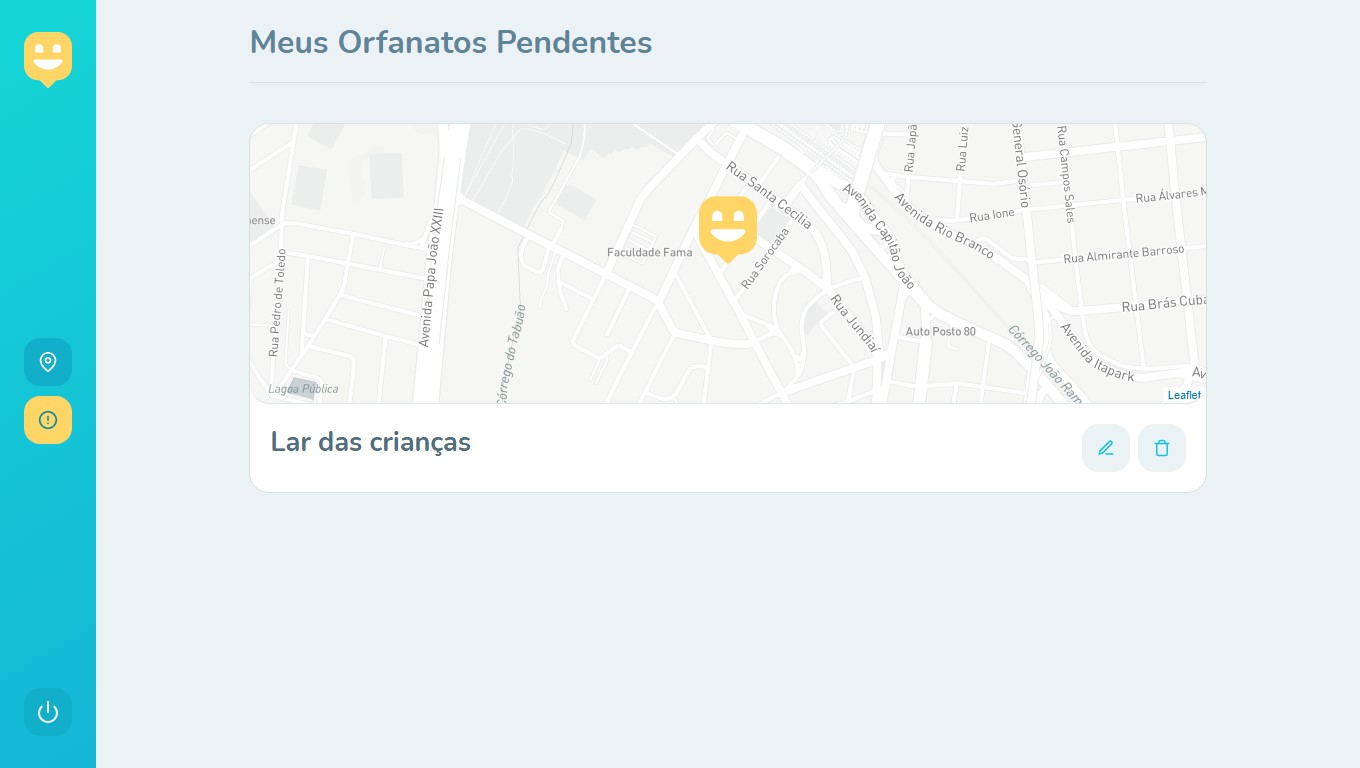 Meus Orfanatos Pendentes
Rua Santa Cecília
Rua Luiz
General Osório
Rua Campos Sales
Rua Álvares M
Avenida Capitão João
Avenida Rio Branco
Rua Ione
Avenida Papa João XXIII
Rua Pedro de Toledo
Faculdade Fama
Rua Sorocaba
Rua Almirante Barroso
Rua Jundiaí
Rua Brás Cuba
Auto Posto 80
Córrego do Tabuão
Córrego João Ram
Avenida Itapark
Av
Lagoa Pública
Leaflet
Lar das crianças